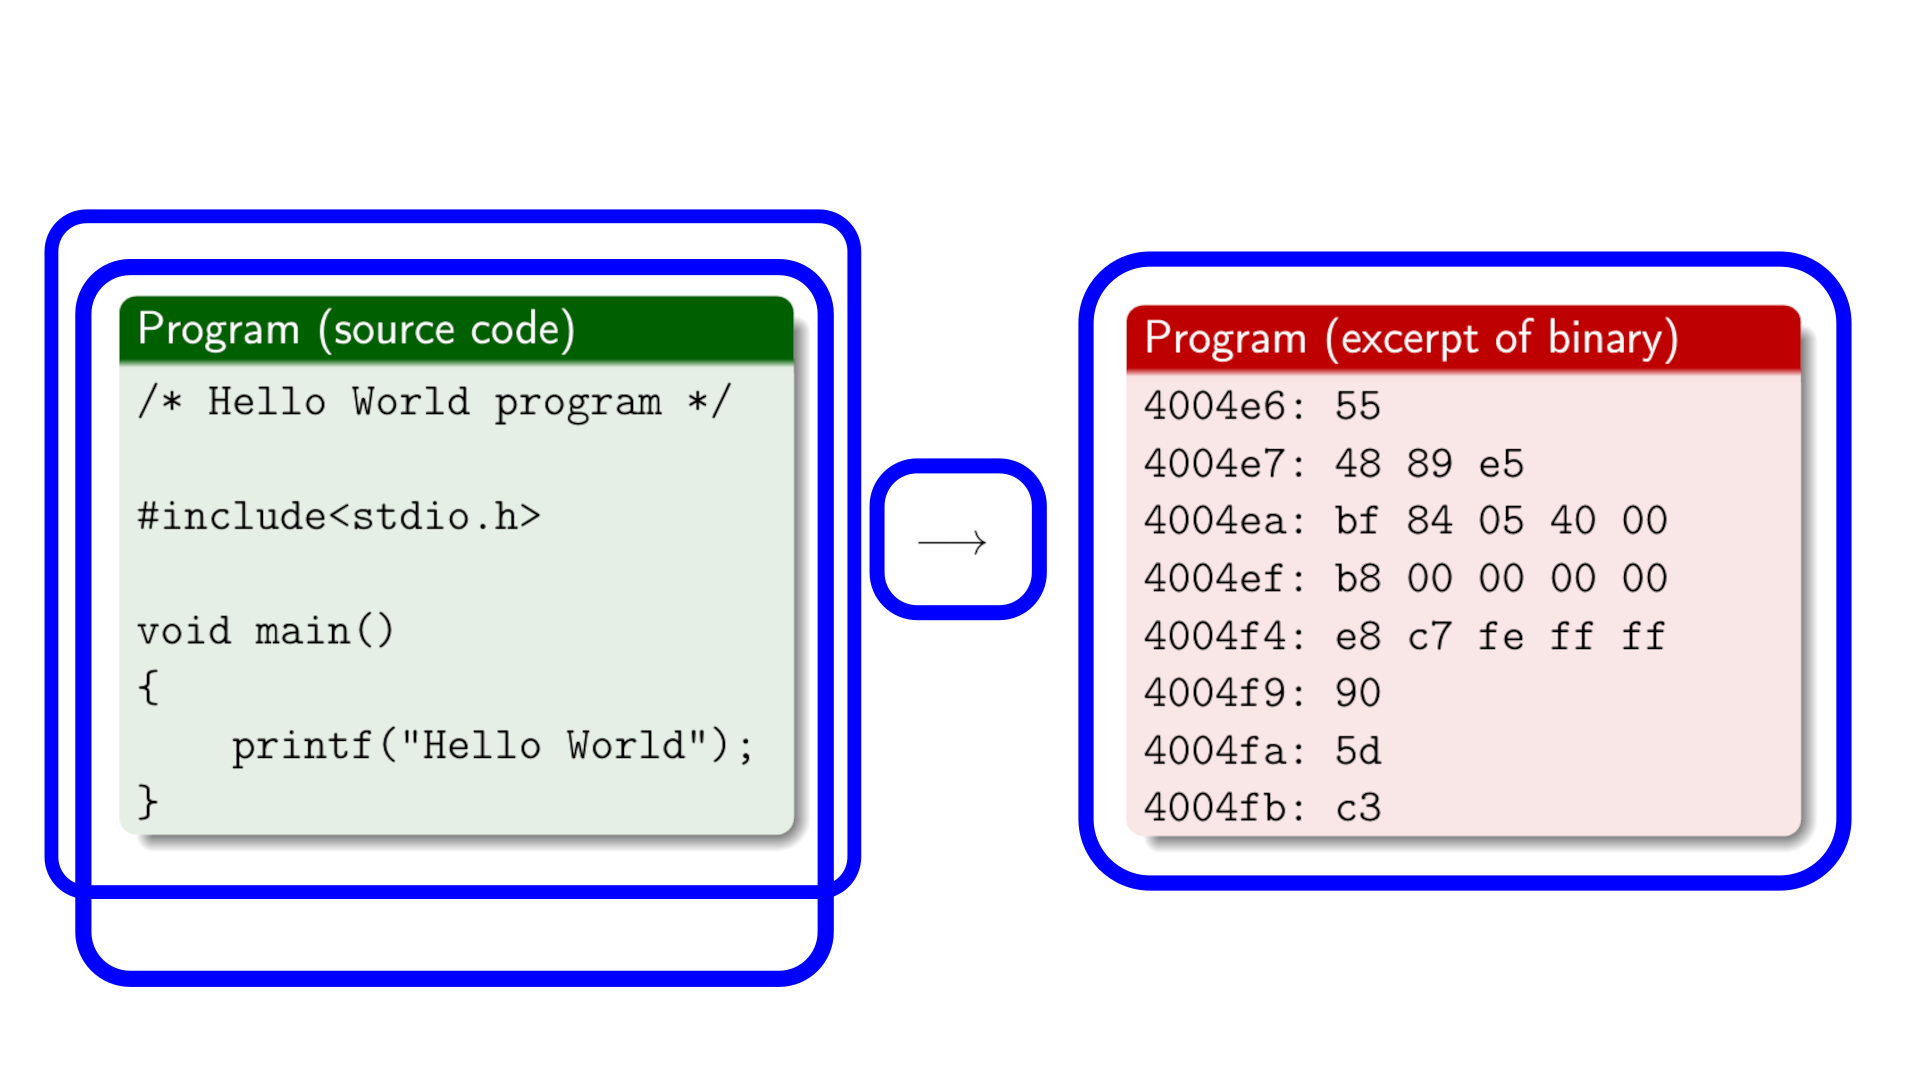 Program (source code)
/* Hello World program */
#include<stdio.h>
void main()
{
printf("Hello World");
}
→
Program (excerpt of binary)
4004e6: 55
4004e7: 48 89 e5
4004ea: bf 84 05 40 00
4004ef: b8 00 00 00 00
4004f4: e8 c7 fe ff ff
4004f9: 90
4004fa: 5d
4004fb: c3